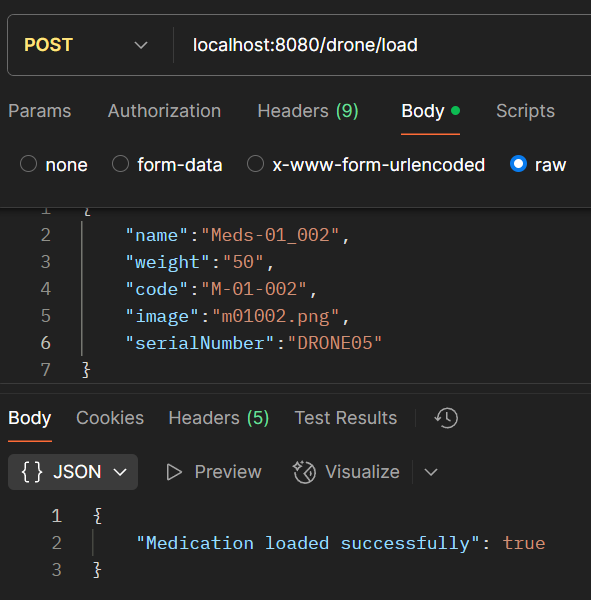 POST localhost:8080/drone/load
Params Authorization Headers (9) Body Scripts
none form-data x-www-form-urlencoded raw
1 {
2 "name":"Meds-01_002",
3 "weight":"50",
4 "code":"M-01-002",
5 "image":"m01002.png",
6 "serialNumber":"DRONE05"
7 }
Body Cookies Headers (5) Test Results
{} JSON Preview Visualize
1 {
2 "Medication loaded successfully": true
3 }